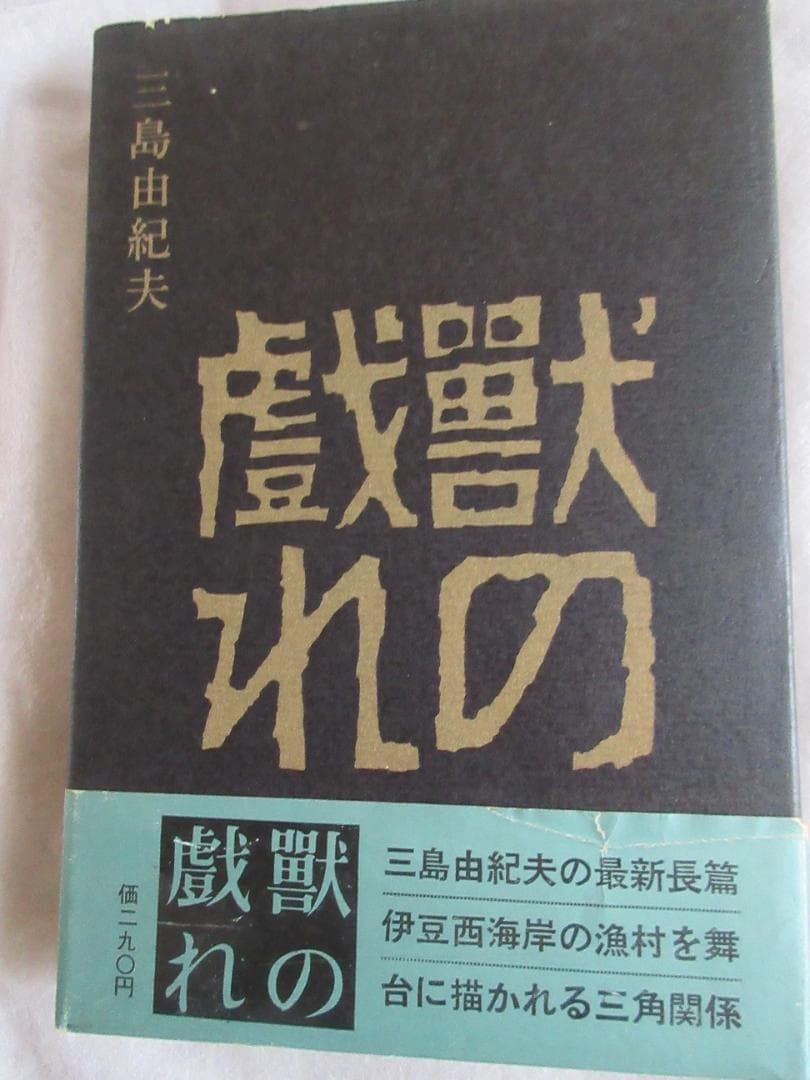 三島由紀夫
獸の
戲れ
獸の
戲れ
三島由紀夫の最新長篇
伊豆西海岸の漁村を舞
台に描かれる三角関係
価二九〇円